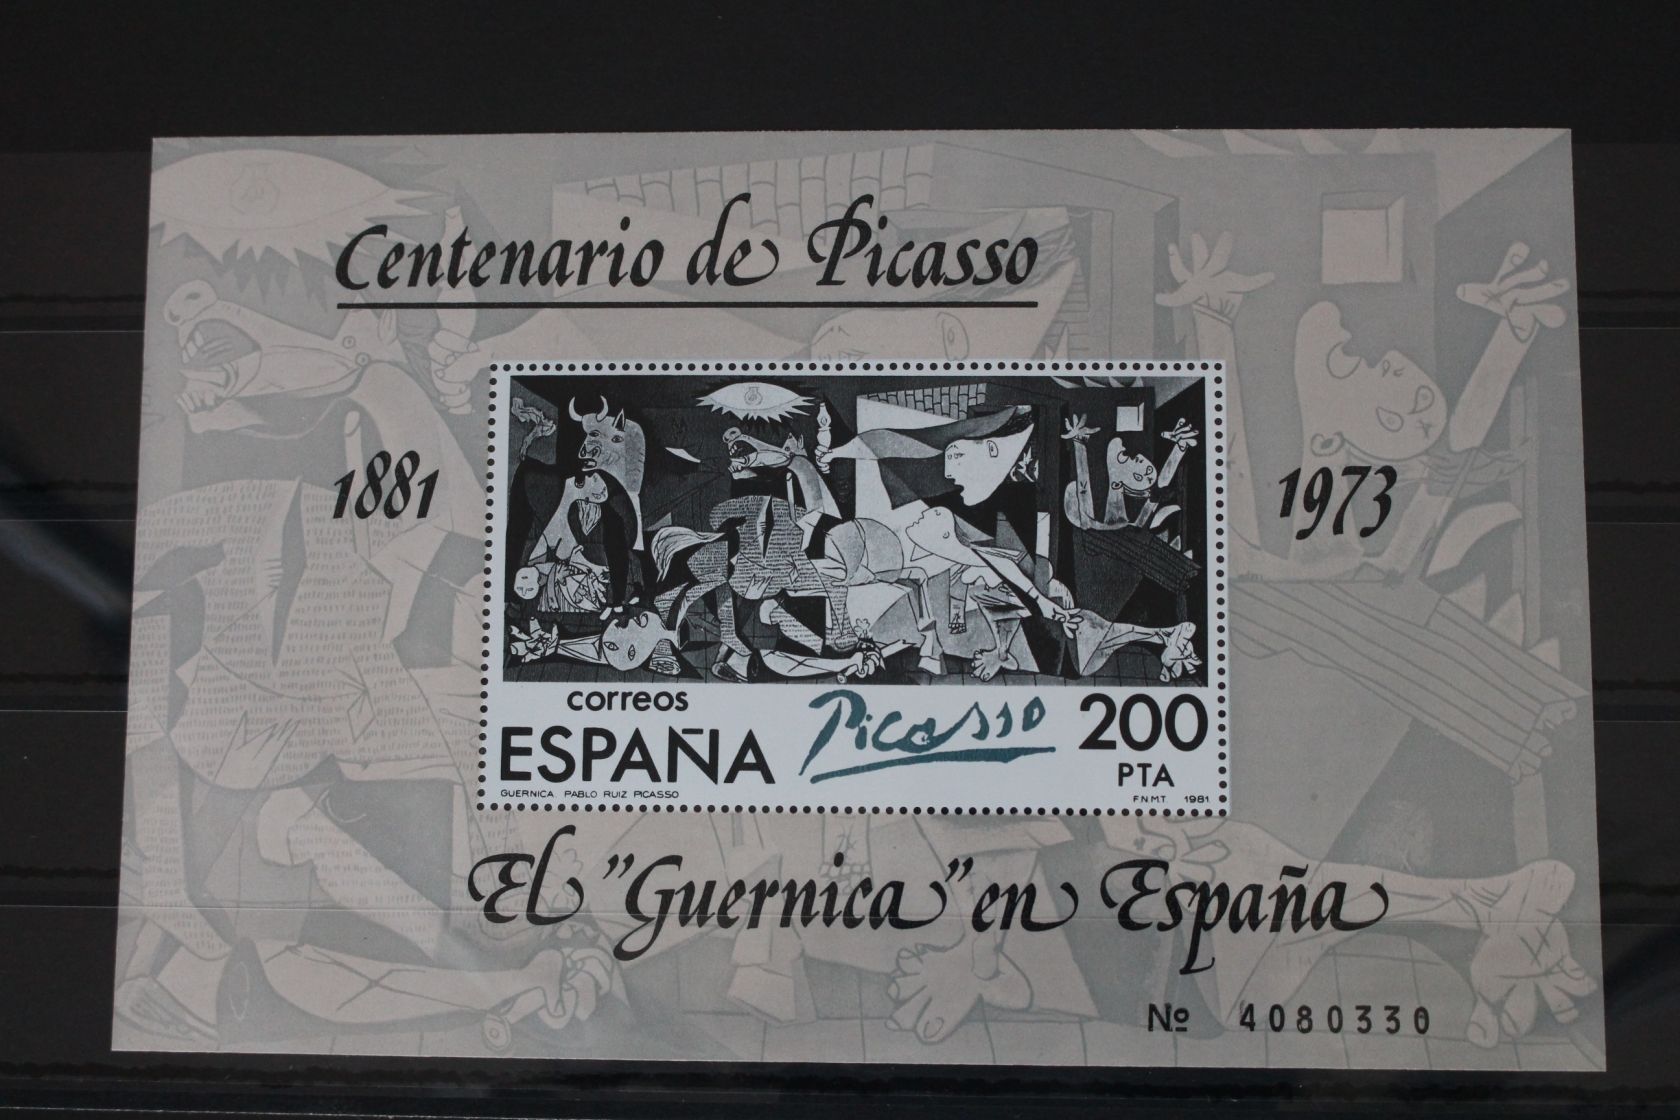 Centenario de Picasso
1881
1973
correos
ESPAÑA
Picasso
200
PTA
GUERNICA. PABLO RUIZ PICASSO
F.N.M.T. 1981
El "Guernica" en España
Nº 4080330